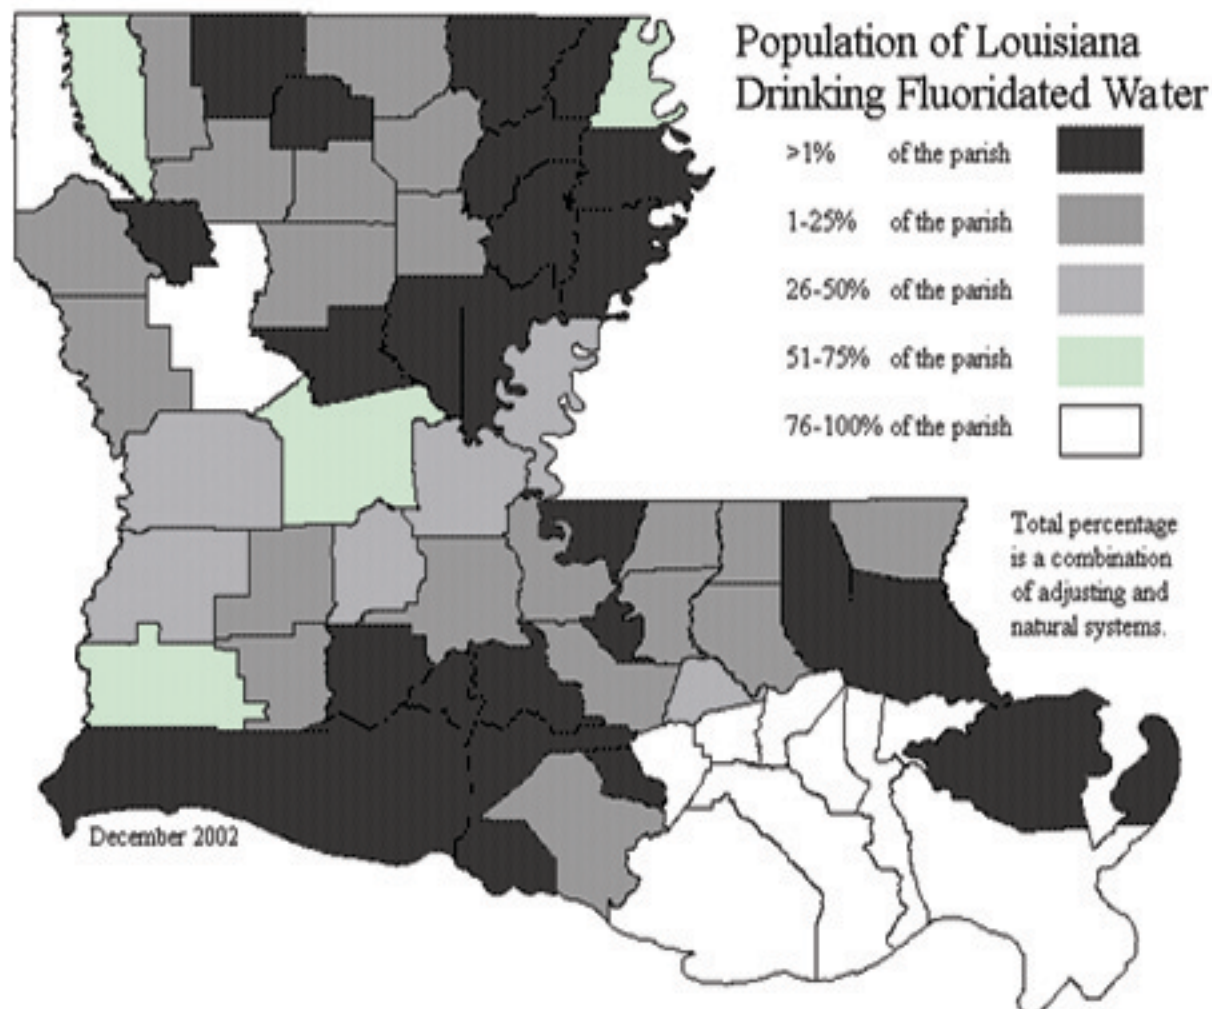 Population of Louisiana
Drinking Fluoridated Water
>1% of the parish
1-25% of the parish
26-50% of the parish
51-75% of the parish
76-100% of the parish
Total percentage
is a combination
of adjusting and
natural systems.
December 2002